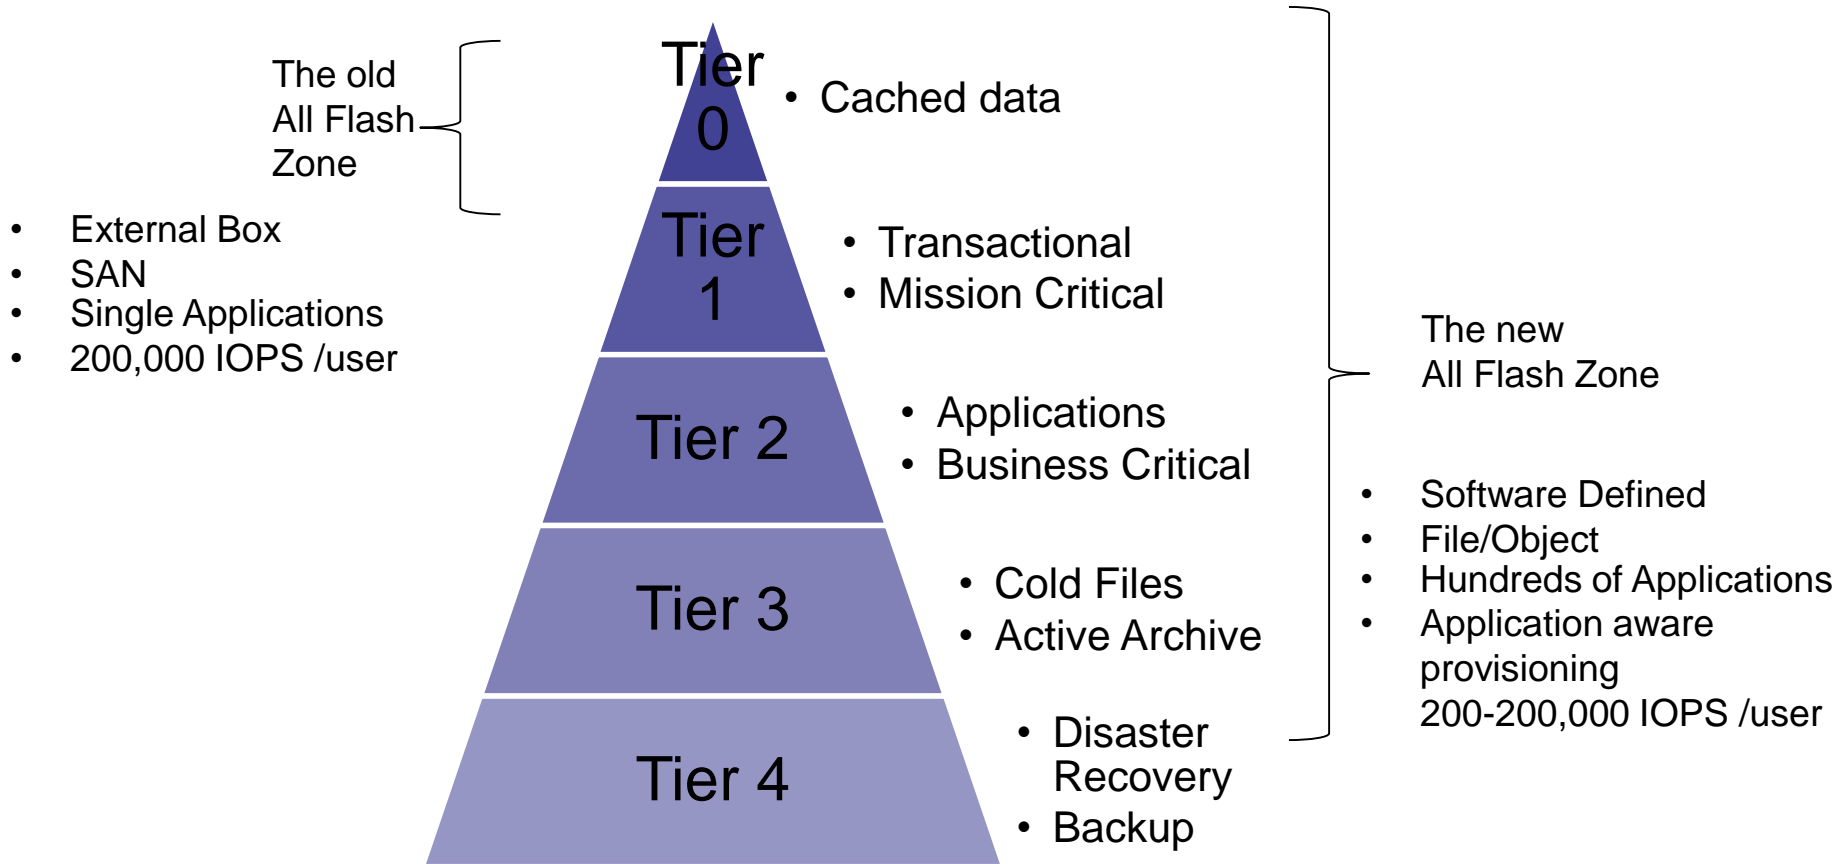 The old
All Flash
Zone
• External Box
• SAN
• Single Applications
• 200,000 IOPS /user
Tier
0
• Cached data
Tier
1
• Transactional
• Mission Critical
Tier 2
• Applications
• Business Critical
Tier 3
• Cold Files
• Active Archive
Tier 4
• Disaster
Recovery
• Backup
The new
All Flash Zone
• Software Defined
• File/Object
• Hundreds of Applications
• Application aware
provisioning
200-200,000 IOPS /user